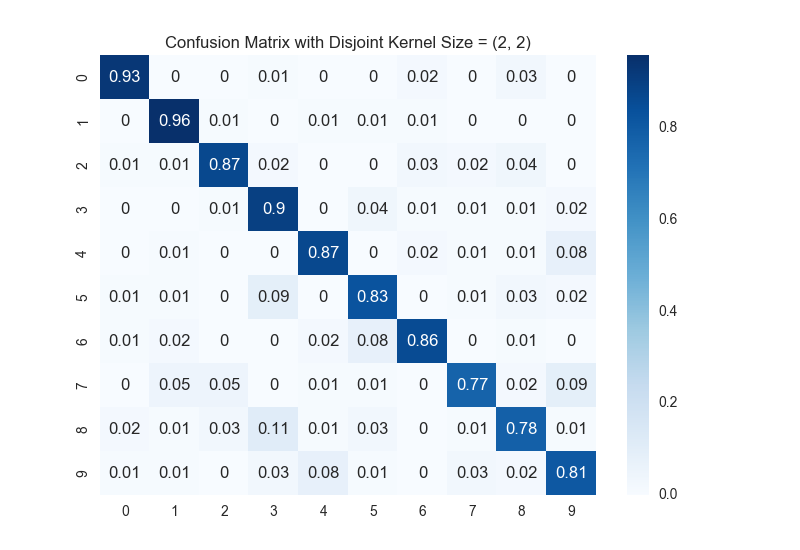 Confusion Matrix with Disjoint Kernel Size = (2, 2)
0 0.93 0 0 0.01 0 0 0.02 0 0.03 0
1 0 0.96 0.01 0 0.01 0.01 0.01 0 0 0
2 0.01 0.01 0.87 0.02 0 0 0.03 0.02 0.04 0
3 0 0 0.01 0.9 0 0.04 0.01 0.01 0.01 0.02
4 0 0.01 0 0 0.87 0 0.02 0.01 0.01 0.08
5 0.01 0.01 0 0.09 0 0.83 0 0.01 0.03 0.02
6 0.01 0.02 0 0 0.02 0.08 0.86 0 0.01 0
7 0 0.05 0.05 0 0.01 0.01 0 0.77 0.02 0.09
8 0.02 0.01 0.03 0.11 0.01 0.03 0 0.01 0.78 0.01
9 0.01 0.01 0 0.03 0.08 0.01 0 0.03 0.02 0.81
0 1 2 3 4 5 6 7 8 9
0.8
0.6
0.4
0.2
0.0